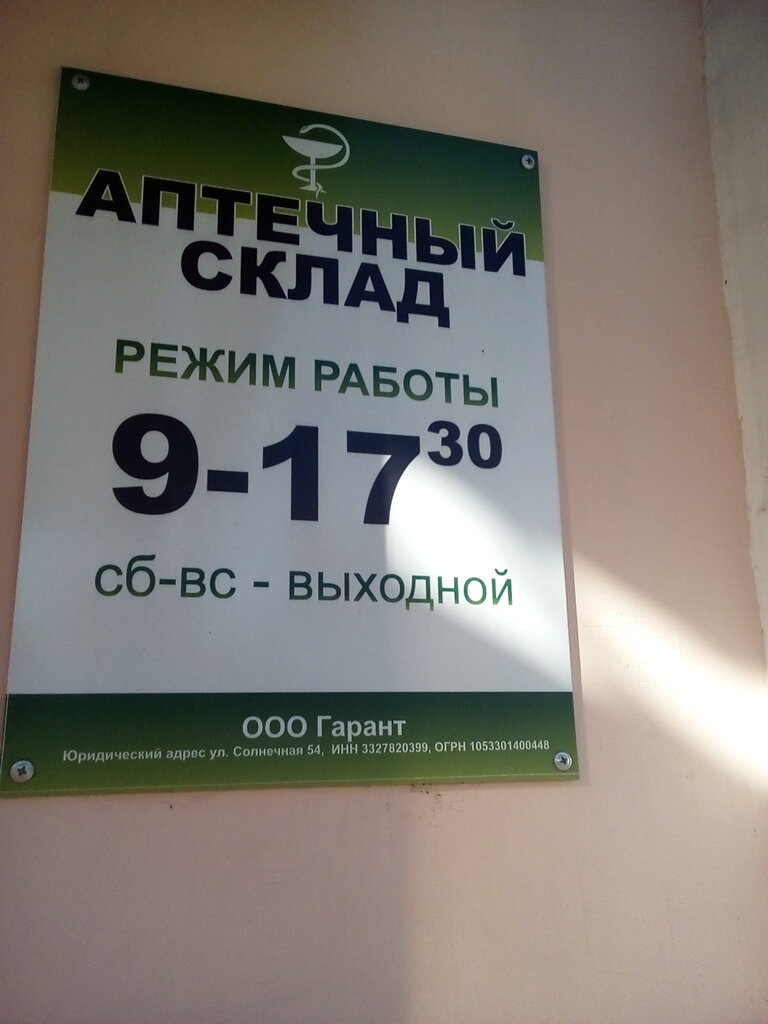 АПТЕЧНЫЙ
СКЛАД
РЕЖИМ РАБОТЫ
9-17³⁰
сб-вс - выходной
ООО Гарант
Юридический адрес ул. Солнечная 54, ИНН 3327820399, ОГРН 1053301400448